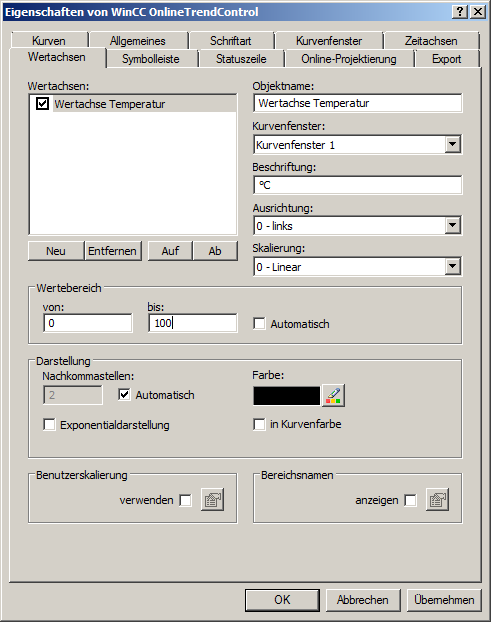 Eigenschaften von WinCC OnlineTrendControl
Kurven Allgemeines Schriftart Kurvenfenster Zeitachsen
Wertachsen Symbolleiste Statuszeile Online-Projektierung Export
Wertachsen:
Wertachse Temperatur
Neu Entfernen Auf Ab
Objektname:
Wertachse Temperatur
Kurvenfenster:
Kurvenfenster 1
Beschriftung:
°C
Ausrichtung:
0 - links
Skalierung:
0 - Linear
Wertebereich
von: bis:
0 100 Automatisch
Darstellung
Nachkommastellen: Farbe:
2 Automatisch
Exponentialdarstellung in Kurvenfarbe
Benutzerskalierung
verwenden
Bereichsnamen
anzeigen
OK Abbrechen Übernehmen